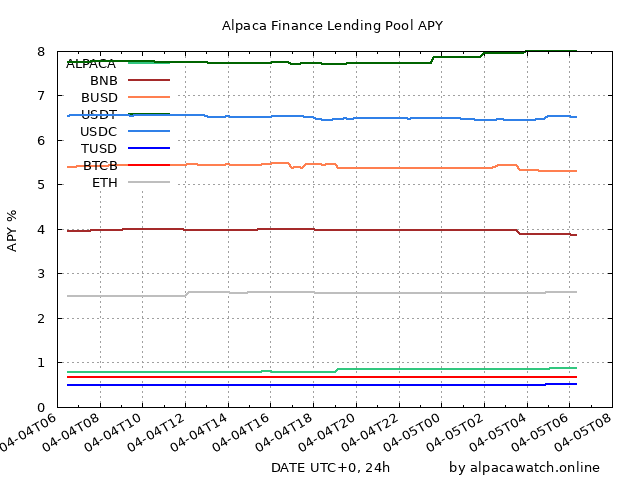 Alpaca Finance Lending Pool APY
8
7
6
5
4
3
2
1
0
APY %
ALPACA
BNB
BUSD
USDT
USDC
TUSD
BTCB
ETH
04-04T06
04-04T08
04-04T10
04-04T12
04-04T14
04-04T16
04-04T18
04-04T20
04-04T22
04-05T00
04-05T02
04-05T04
04-05T06
04-05T08
DATE UTC+0, 24h
by alpacawatch.online